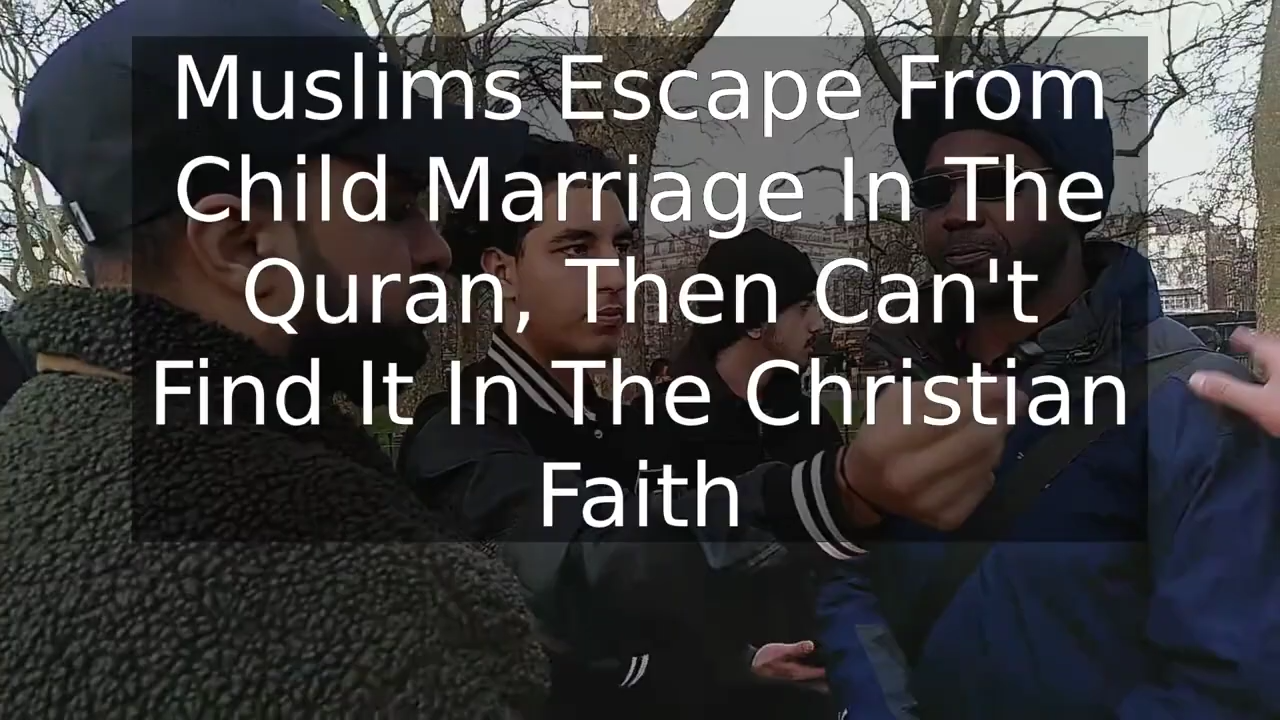 Muslims Escape From
Child Marriage In The
Quran, Then Can't
Find It In The Christian
Faith